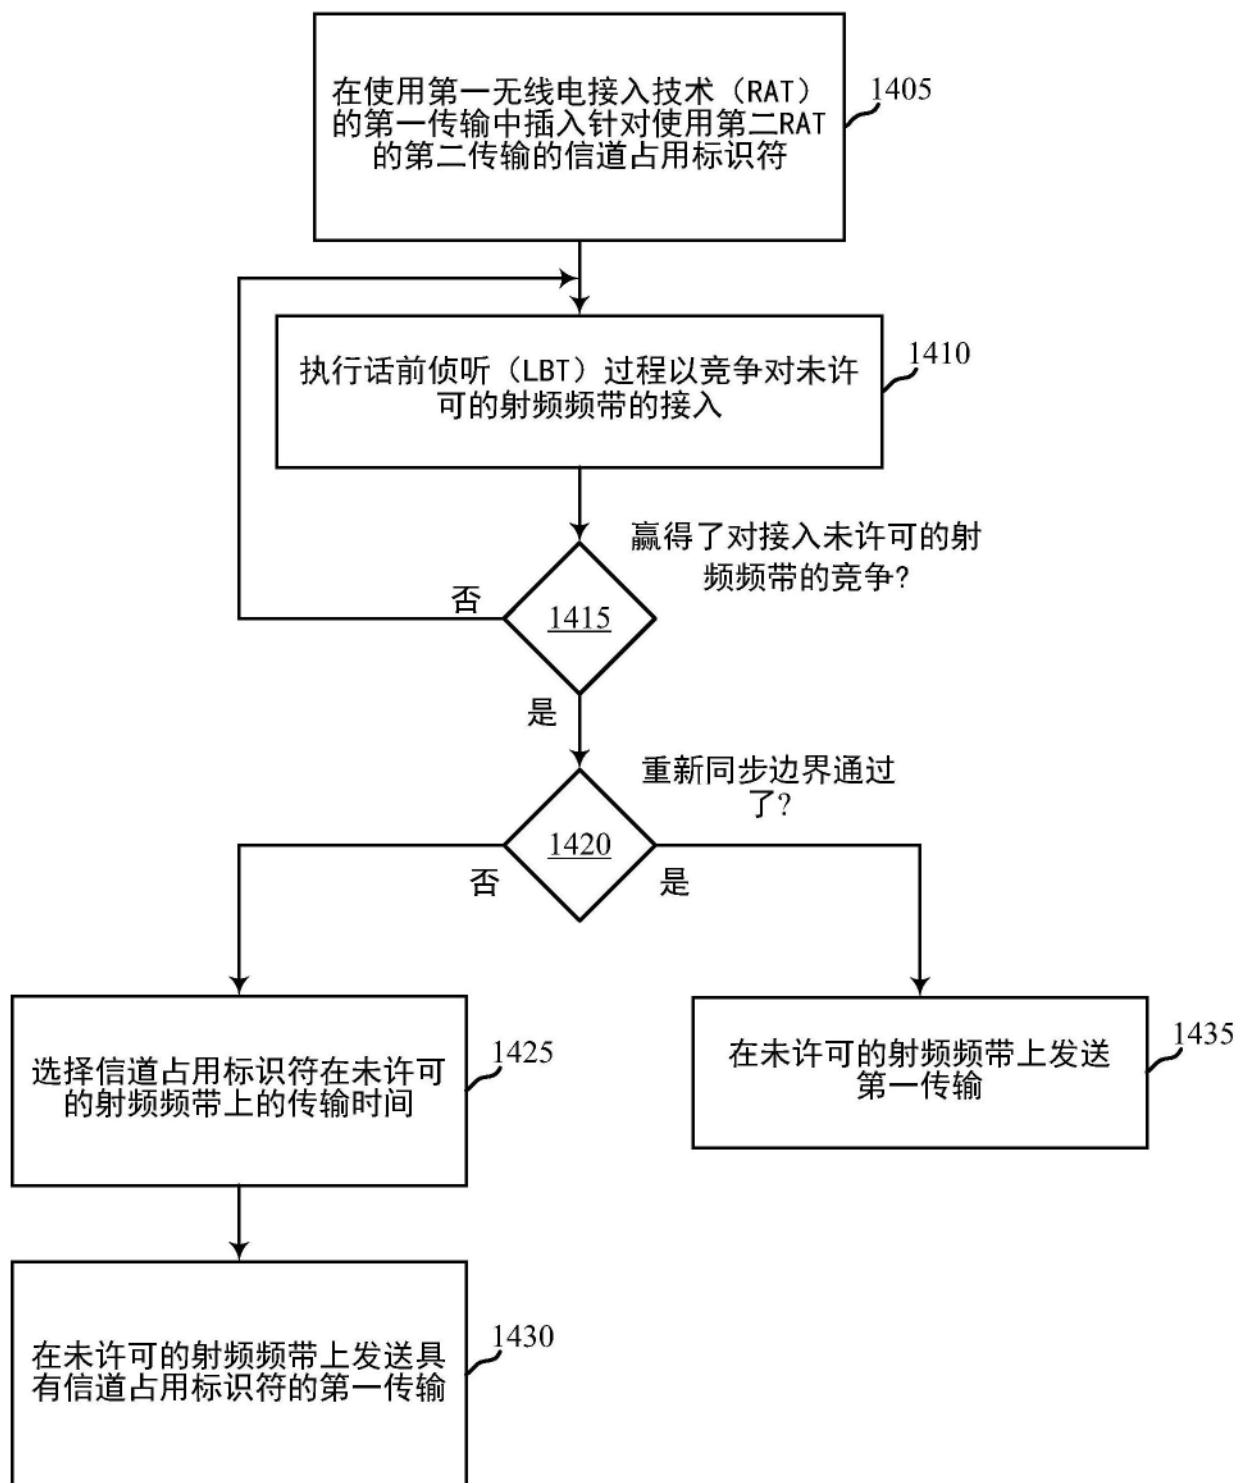 在使用第一无线电接入技术（RAT）
的第一传输中插入针对使用第二RAT
的第二传输的信道占用标识符
1405
执行话前侦听（LBT）过程以竞争对未许
可的射频频带的接入
1410
赢得了对接入未许可的射
频频带的竞争?
否
1415
是
重新同步边界通过
了?
1420
否
是
选择信道占用标识符在未许可
的射频频带上的传输时间
1425
在未许可的射频频带上发送
第一传输
1435
在未许可的射频频带上发送具
有信道占用标识符的第一传输
1430